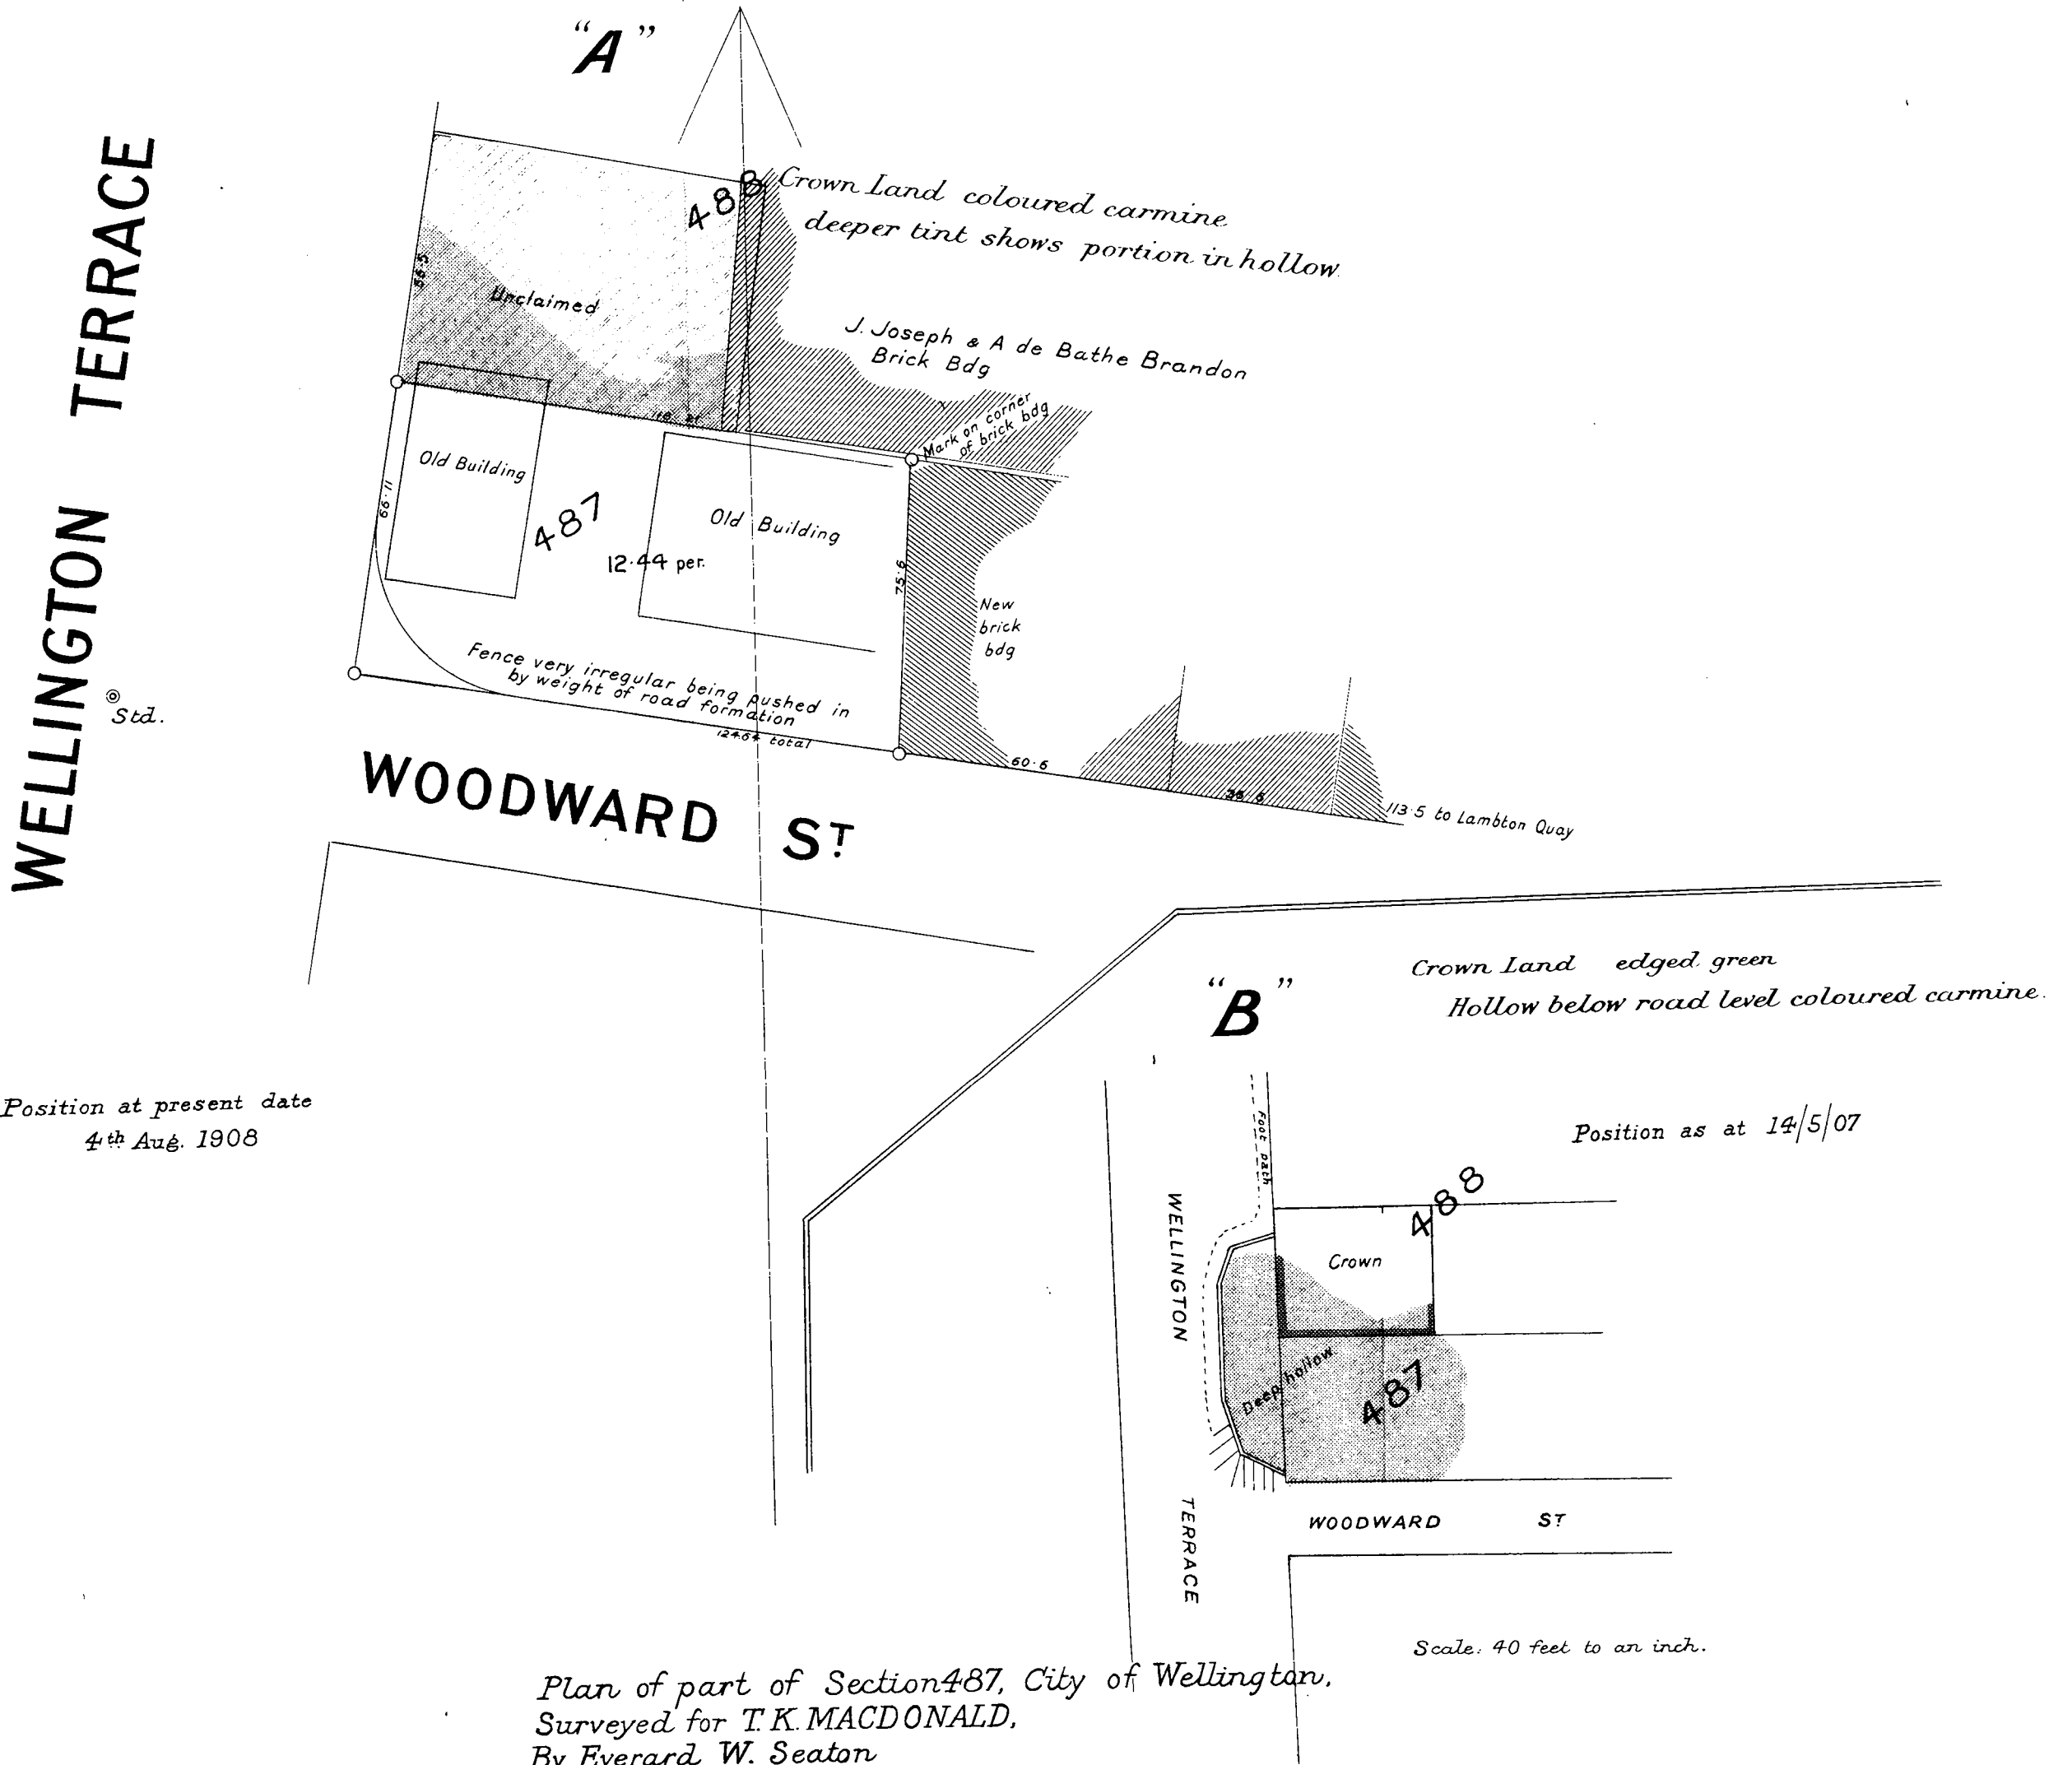 "A"
WELLINGTON TERRACE
488
Crown Land coloured carmine
deeper tint shows portion in hollow
56.5
Unclaimed
J. Joseph & A de Bathe Brandon
Brick Bdg
Mark on corner
of brick bdg
Old Building
66.11
487
Old Building
12.44 per.
75.6
New
brick
bdg
Fence very irregular being pushed in
by weight of road formation
124.64 total
Std.
60.6
113.5 to Lambton Quay
WOODWARD ST
Position at present date
4th Aug. 1908
"B"
Crown Land edged green
Hollow below road level coloured carmine.
Position as at 14/5/07
Foot path
488
Crown
WELLINGTON
Deep hollow
487
TERRACE
WOODWARD ST
Scale: 40 feet to an inch.
Plan of part of Section 487, City of Wellington,
Surveyed for T. K. MACDONALD,
By Everard W. Seaton